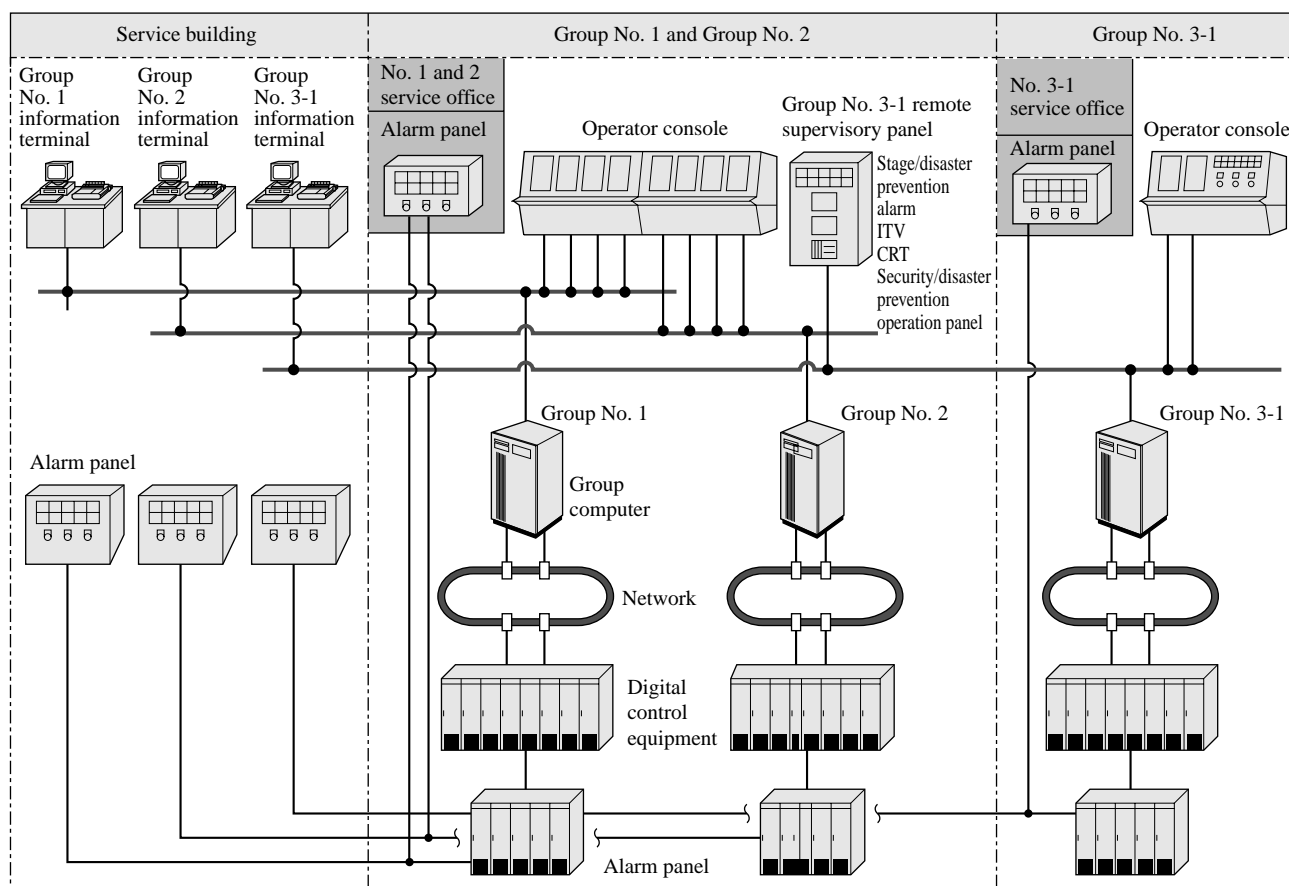 Service building
Group No. 1 and Group No. 2
Group No. 3-1
Group
No. 1
information
terminal
Group
No. 2
information
terminal
Group
No. 3-1
information
terminal
No. 1 and 2
service office
Alarm panel
Operator console
Group No. 3-1 remote
supervisory panel
Stage/disaster
prevention
alarm
ITV
CRT
Security/disaster
prevention
operation panel
No. 3-1
service office
Alarm panel
Operator console
Group No. 1
Group No. 2
Group No. 3-1
Alarm panel
Group
computer
Network
Digital
control
equipment
Alarm panel